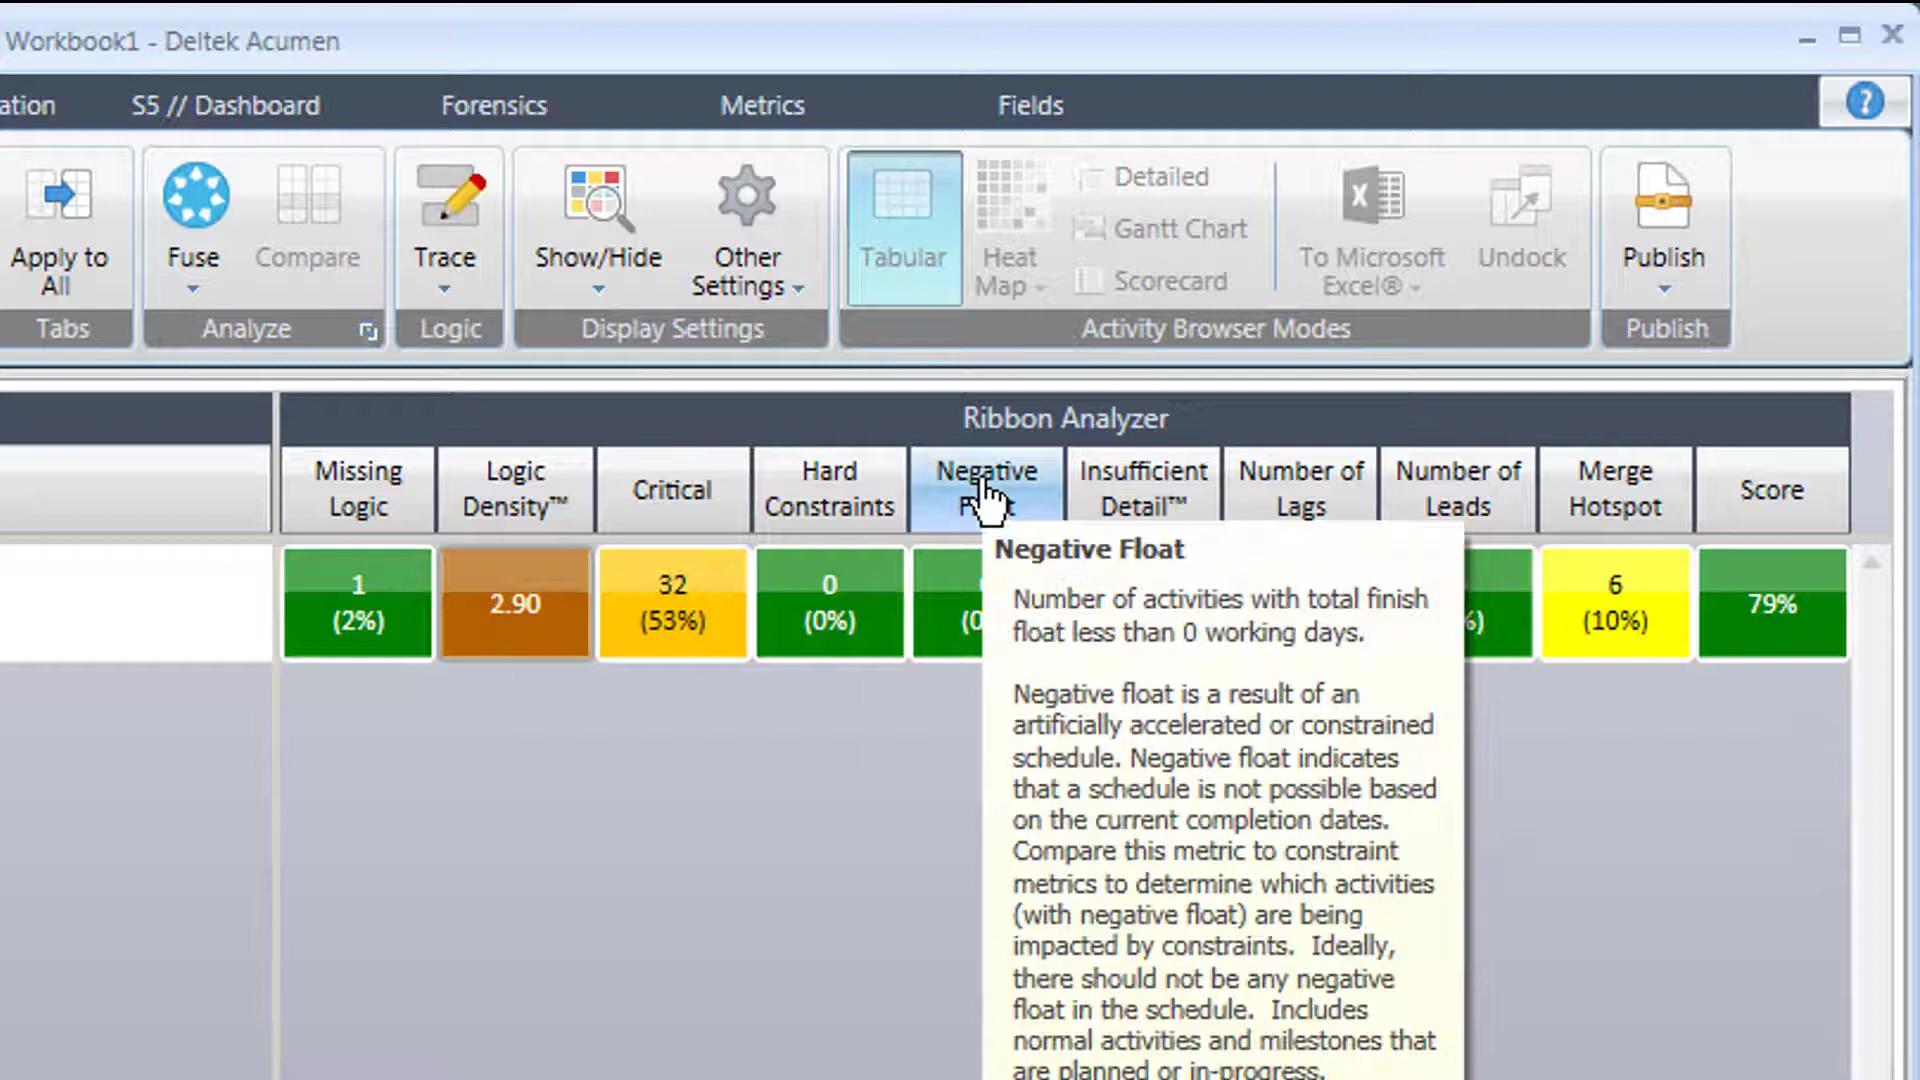 Workbook1 - Deltek Acumen
ation
S5 // Dashboard
Forensics
Metrics
Fields
?
Apply to
All
Fuse
Compare
Trace
Show/Hide
Other
Settings
Tabular
Heat
Map
Detailed
Gantt Chart
Scorecard
To Microsoft
Excel®
Undock
Publish
Tabs
Analyze
Logic
Display Settings
Activity Browser Modes
Publish
Ribbon Analyzer
Missing
Logic
Logic
Density™
Critical
Hard
Constraints
Negative
Insufficient
Detail™
Number of
Lags
Number of
Leads
Merge
Hotspot
Score
1
(2%)
2.90
32
(53%)
0
(0%)
(0
%)
6
(10%)
79%
Negative Float
Number of activities with total finish
float less than 0 working days.
Negative float is a result of an
artificially accelerated or constrained
schedule. Negative float indicates
that a schedule is not possible based
on the current completion dates.
Compare this metric to constraint
metrics to determine which activities
(with negative float) are being
impacted by constraints. Ideally,
there should not be any negative
float in the schedule. Includes
normal activities and milestones that
are planned or in-progress.